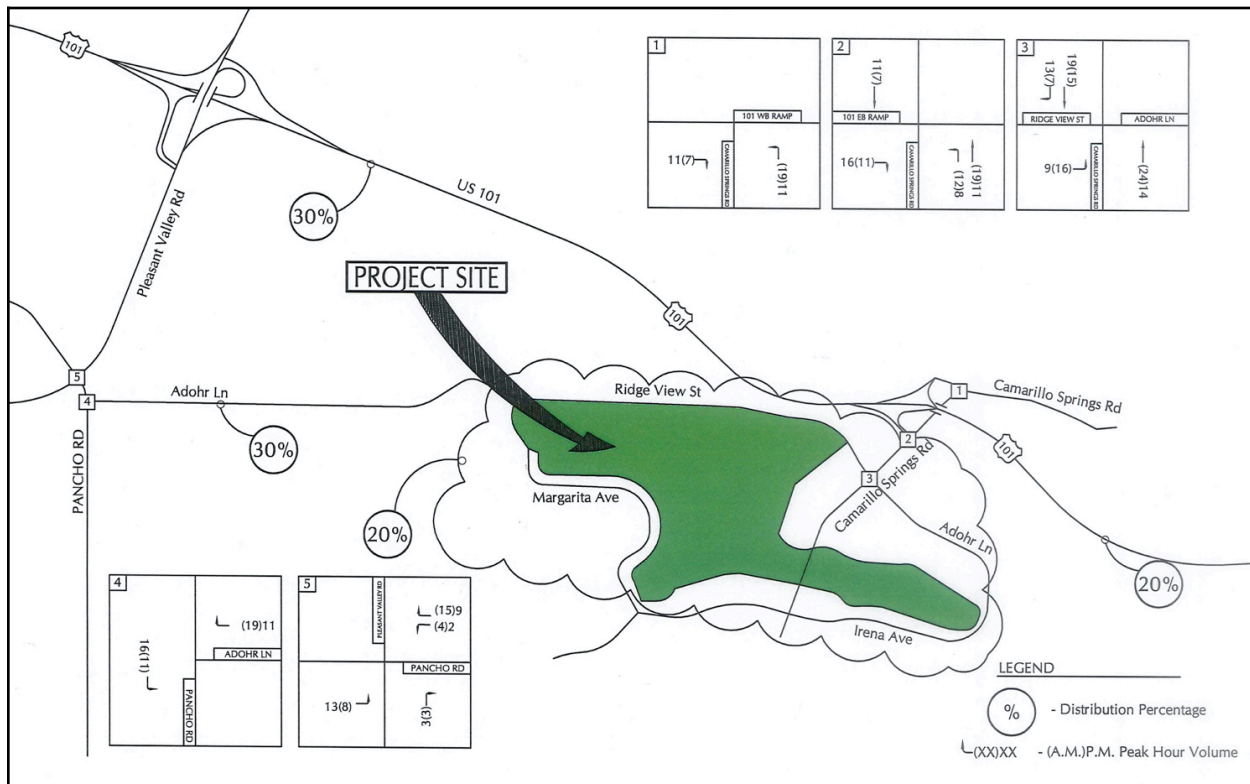 101
1
101 WB RAMP
11(7)
CAMARILLO SPRINGS RD
(19)11
2
11(7)
101 EB RAMP
16(11)
CAMARILLO SPRINGS RD
(19)11
(12)8
3
19(15)
13(7)
RIDGE VIEW ST
ADOHR LN
9(16)
CAMARILLO SPRINGS RD
(24)14
Pleasant Valley Rd
30%
US 101
PROJECT SITE
101
5
4
Adohr Ln
Ridge View St
1
Camarillo Springs Rd
2
101
3
Camarillo Springs Rd
30%
PANCHO RD
20%
Margarita Ave
Adohr Ln
20%
Irena Ave
4
16(11)
PANCHO RD
(19)11
ADOHR LN
5
PLEASANT VALLEY RD
(15)9
(4)2
PANCHO RD
13(8)
3(3)
LEGEND
% - Distribution Percentage
(XX)XX - (A.M.)P.M. Peak Hour Volume